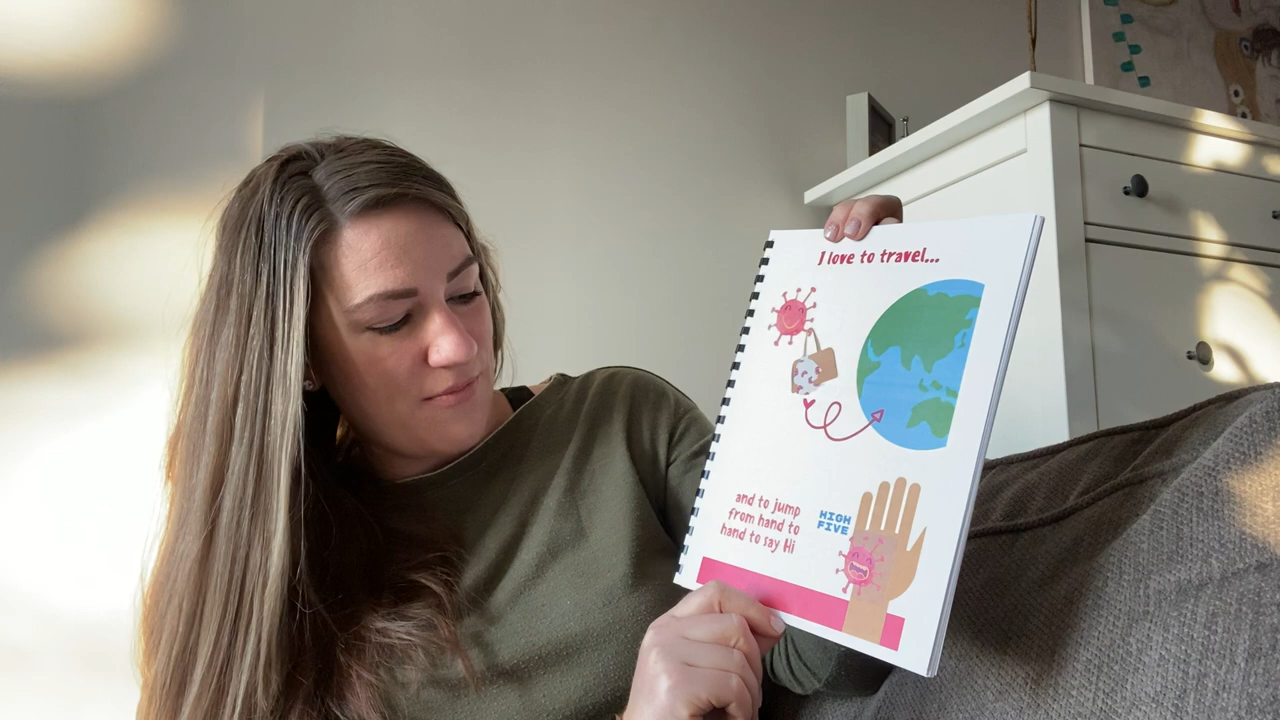 I love to travel...
and to jump
from hand to
hand to say Hi
HIGH
FIVE